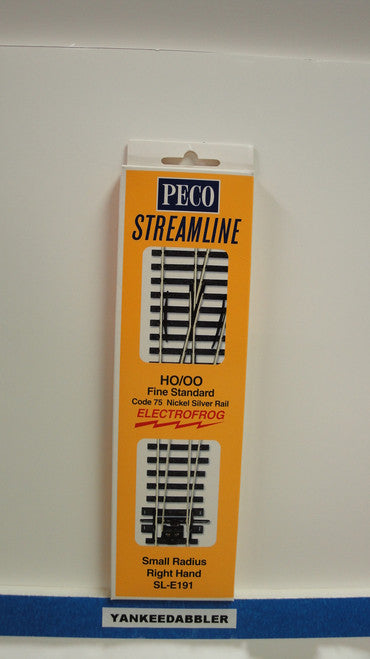 PECO
STREAMLINE
HO/OO
Fine Standard
Code 75 Nickel Silver Rail
ELECTROFROG
Small Radius
Right Hand
SL-E191
YANKEEDABBLER